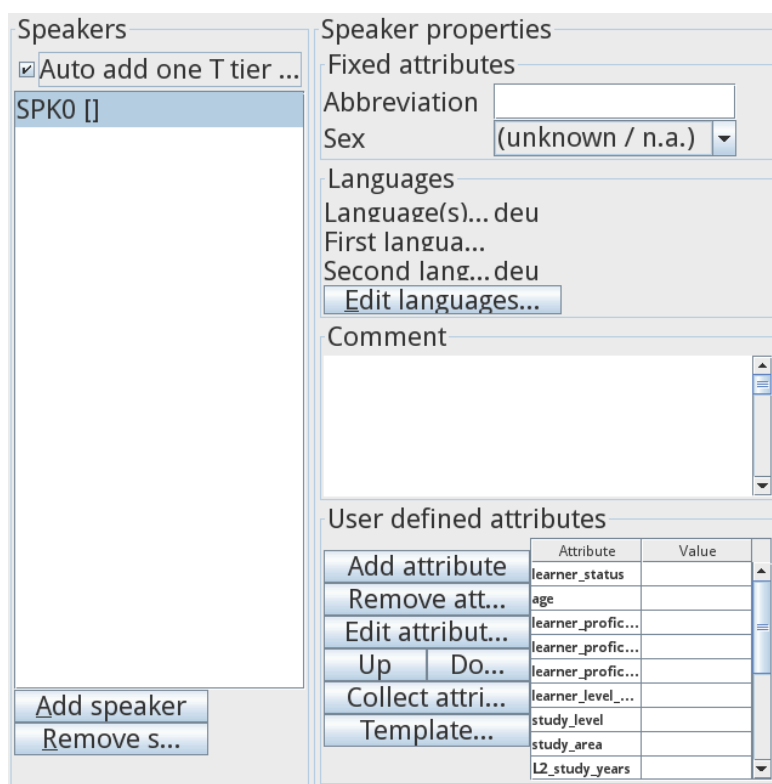 Speakers
Auto add one T tier ...
SPK0 []
Add speaker
Remove s...
Speaker properties
Fixed attributes
Abbreviation
Sex (unknown / n.a.)
Languages
Language(s)... deu
First langua...
Second lang... deu
Edit languages...
Comment
User defined attributes
Add attribute
Remove att...
Edit attribut...
Up Do...
Collect attri...
Template...
Attribute Value
learner_status
age
learner_profic...
learner_profic...
learner_profic...
learner_level_...
study_level
study_area
L2_study_years